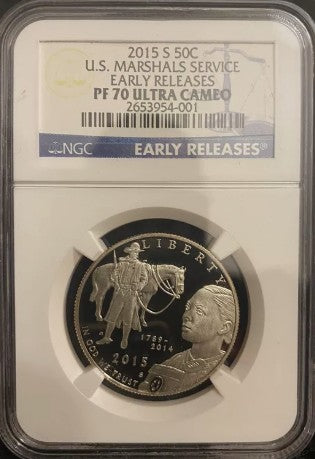 2015 S 50C
U.S. MARSHALS SERVICE
EARLY RELEASES
PF 70 ULTRA CAMEO
2653954-001
NGC EARLY RELEASES®
LIBERTY
1789-
2014
2015
S
IN GOD WE TRUST